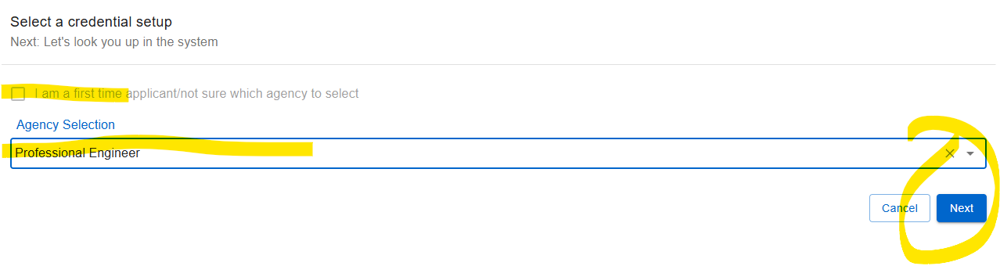 Select a credential setup
Next: Let's look you up in the system
I am a first time applicant/not sure which agency to select
Agency Selection
Professional Engineer
Cancel Next